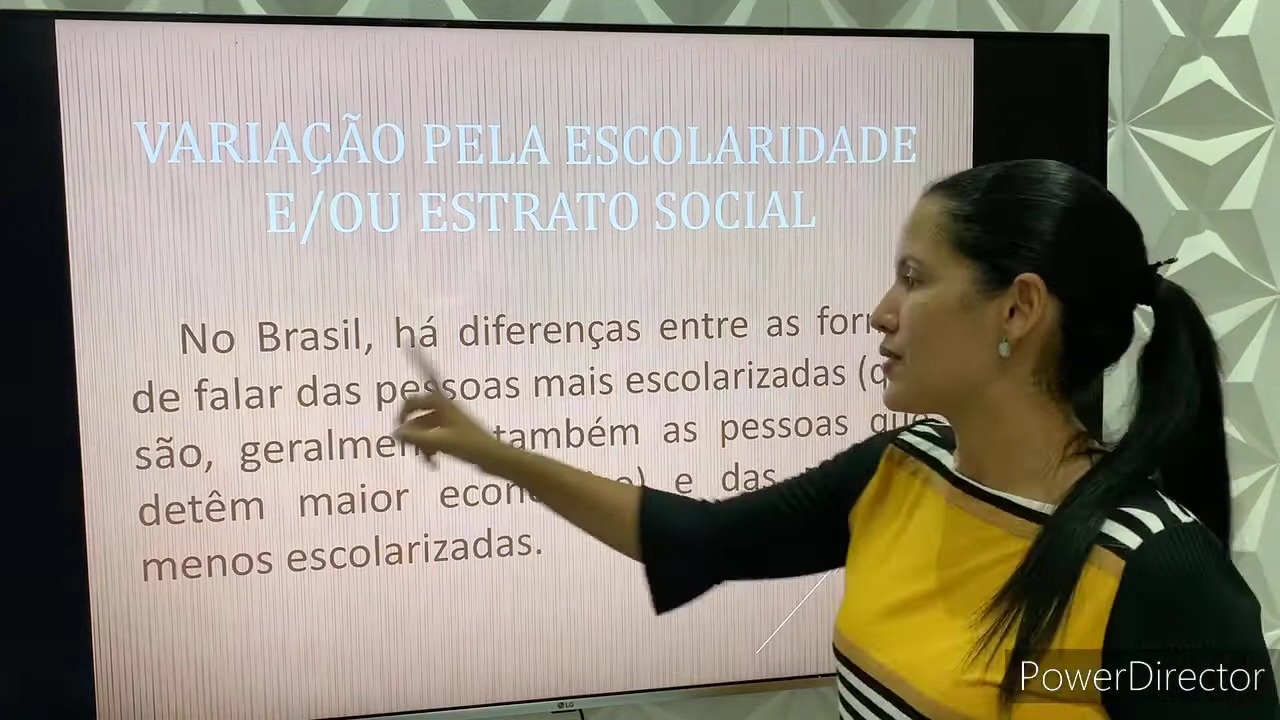 VARIAÇÃO PELA ESCOLARIDADE
E/OU ESTRATO SOCIAL
No Brasil, há diferenças entre as
de falar das pessoas mais escolarizadas
são, também as pessoas que
detêm maior e das
menos escolarizadas.
LG
PowerDirector